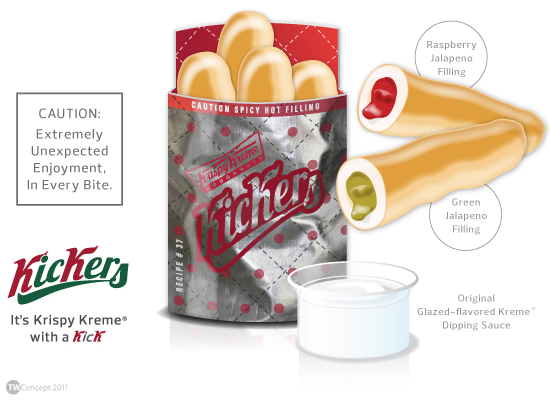 CAUTION:
Extremely
Unexpected
Enjoyment,
In Every Bite.
KicKers
It's Krispy Kreme®
with a KicK
TWConcept 2011
CAUTION SPICY HOT FILLING
Krispy Kreme
DOUGHNUTS
KicKers
RECIPE # 37
Raspberry
Jalapeno
Filling
Green
Jalapeno
Filling
Original
Glazed-flavored Kreme™
Dipping Sauce